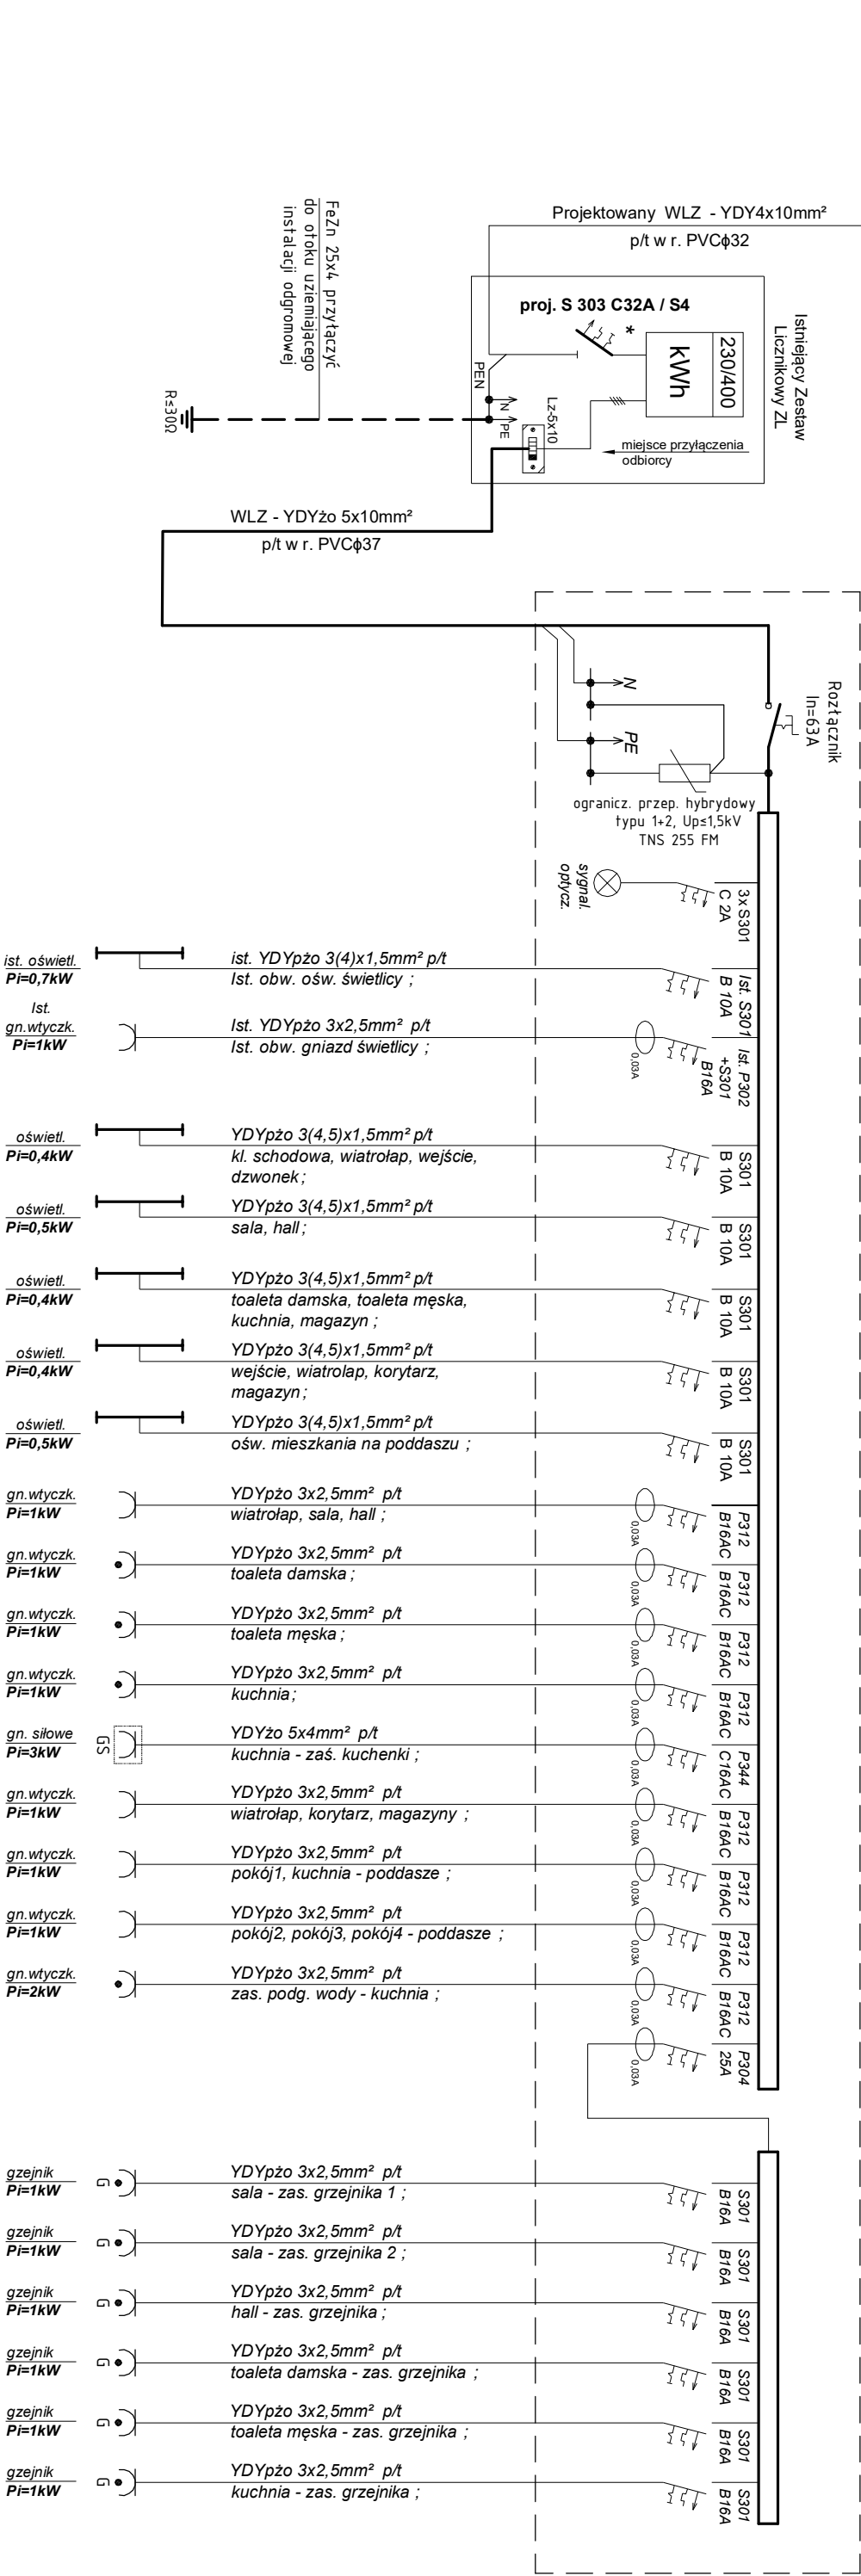 Projektowany WLZ - YDY4x10mm²
p/t w r. PVCϕ32
Istniejący Zestaw
Licznikowy ZL
proj. S 303 C32A / S4
*
230/400
kWh
PEN
N
PE
Lz-5x10
miejsce przyłączenia
odbiorcy
FeZn 25x4 przyłączyć
do otoku uziemiającego
instalacji odgromowej
R≤30Ω
WLZ - YDYżo 5x10mm²
p/t w r. PVCϕ37
Rozłącznik
In=63A
N
PE
ogranicz. przep. hybrydowy
typu 1+2, Up≤1,5kV
TNS 255 FM
sygnal.
optycz.
3x S301
C 2A
ist. oświetl.
Pi=0,7kW
ist. YDYpżo 3(4)x1,5mm² p/t
Ist. obw. ośw. świetlicy ;
Ist. S301
B 10A
Ist.
gn.wtyczk.
Pi=1kW
Ist. YDYpżo 3x2,5mm² p/t
Ist. obw. gniazd świetlicy ;
0,03A
Ist. P302
+S301
B16A
oświetl.
Pi=0,4kW
YDYpżo 3(4,5)x1,5mm² p/t
kl. schodowa, wiatrołap, wejście,
dzwonek;
S301
B 10A
oświetl.
Pi=0,5kW
YDYpżo 3(4,5)x1,5mm² p/t
sala, hall;
S301
B 10A
oświetl.
Pi=0,4kW
YDYpżo 3(4,5)x1,5mm² p/t
toaleta damska, toaleta męska,
kuchnia, magazyn ;
S301
B 10A
oświetl.
Pi=0,4kW
YDYpżo 3(4,5)x1,5mm² p/t
wejście, wiatrolap, korytarz,
magazyn;
S301
B 10A
oświetl.
Pi=0,5kW
YDYpżo 3(4,5)x1,5mm² p/t
ośw. mieszkania na poddaszu ;
S301
B 10A
gn.wtyczk.
Pi=1kW
YDYpżo 3x2,5mm² p/t
wiatrołap, sala, hall ;
0,03A
P312
B16AC
gn.wtyczk.
Pi=1kW
YDYpżo 3x2,5mm² p/t
toaleta damska ;
0,03A
P312
B16AC
gn.wtyczk.
Pi=1kW
YDYpżo 3x2,5mm² p/t
toaleta męska ;
0,03A
P312
B16AC
gn.wtyczk.
Pi=1kW
YDYpżo 3x2,5mm² p/t
kuchnia;
0,03A
P312
B16AC
gn. siłowe
Pi=3kW
GS
YDYżo 5x4mm² p/t
kuchnia - zaś. kuchenki ;
0,03A
P344
C16AC
gn.wtyczk.
Pi=1kW
YDYpżo 3x2,5mm² p/t
wiatrołap, korytarz, magazyny ;
0,03A
P312
B16AC
gn.wtyczk.
Pi=1kW
YDYpżo 3x2,5mm² p/t
pokój1, kuchnia - poddasze ;
0,03A
P312
B16AC
gn.wtyczk.
Pi=1kW
YDYpżo 3x2,5mm² p/t
pokój2, pokój3, pokój4 - poddasze ;
0,03A
P312
B16AC
gn.wtyczk.
Pi=2kW
YDYpżo 3x2,5mm² p/t
zas. podg. wody - kuchnia ;
0,03A
P312
B16AC
0,03A
P304
25A
gzejnik
Pi=1kW
G
YDYpżo 3x2,5mm² p/t
sala - zas. grzejnika 1 ;
S301
B16A
gzejnik
Pi=1kW
G
YDYpżo 3x2,5mm² p/t
sala - zas. grzejnika 2 ;
S301
B16A
gzejnik
Pi=1kW
G
YDYpżo 3x2,5mm² p/t
hall - zas. grzejnika ;
S301
B16A
gzejnik
Pi=1kW
G
YDYpżo 3x2,5mm² p/t
toaleta damska - zas. grzejnika ;
S301
B16A
gzejnik
Pi=1kW
G
YDYpżo 3x2,5mm² p/t
toaleta męska - zas. grzejnika ;
S301
B16A
gzejnik
Pi=1kW
G
YDYpżo 3x2,5mm² p/t
kuchnia - zas. grzejnika ;
S301
B16A